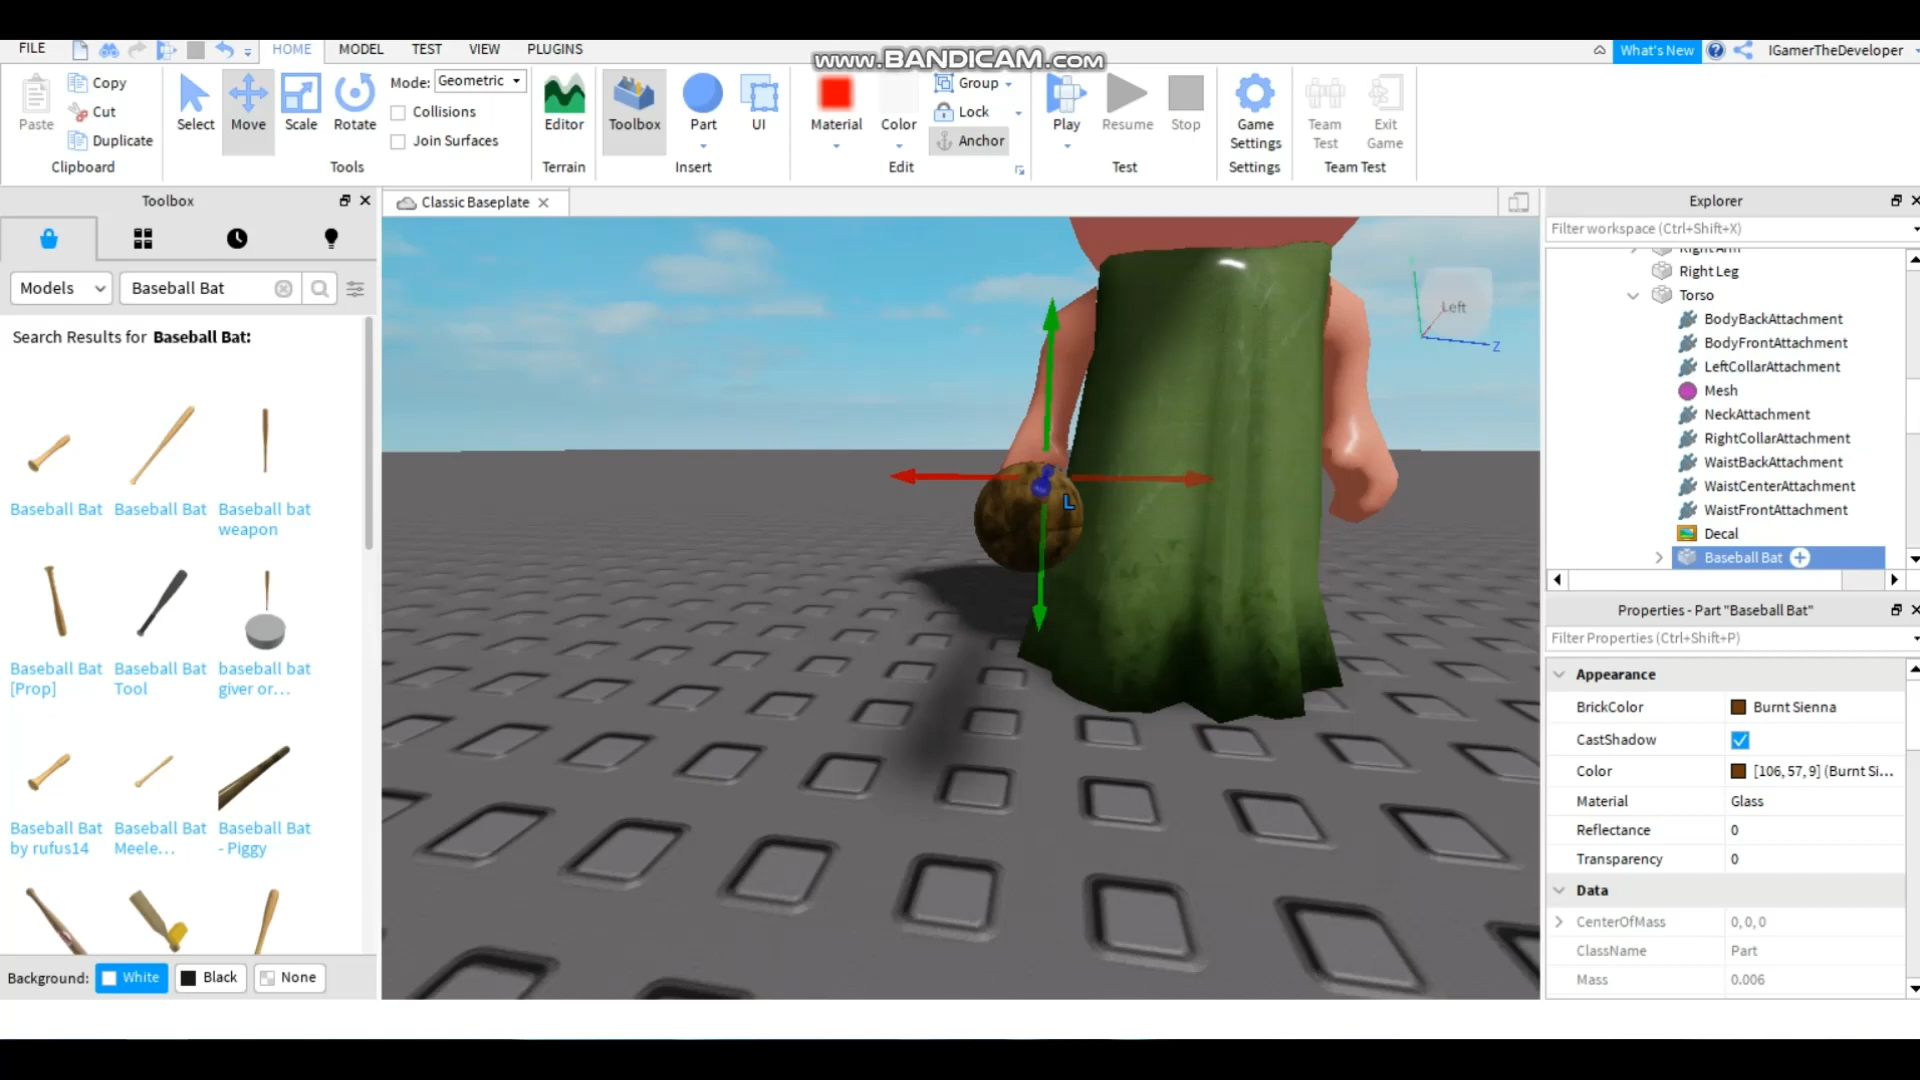 www.BANDICAM.com
FILE HOME MODEL TEST VIEW PLUGINS What's New IGamerTheDeveloper
Paste Copy Cut Duplicate Clipboard
Select Move Scale Rotate Tools
Mode: Geometric
Collisions
Join Surfaces
Editor Terrain
Toolbox Part UI Insert
Material Color Group Lock Anchor Edit
Play Resume Stop Test
Game Settings Settings
Team Test Exit Game Team Test
Toolbox
Models Baseball Bat
Search Results for Baseball Bat:
Baseball Bat Baseball Bat Baseball bat
weapon
Baseball Bat Baseball Bat baseball bat
[Prop] Tool giver or...
Baseball Bat Baseball Bat Baseball Bat
by rufus14 Meele... - Piggy
Background: White Black None
Classic Baseplate
Left
Z
L
Explorer
Filter workspace (Ctrl+Shift+X)
Right Arm
Right Leg
Torso
BodyBackAttachment
BodyFrontAttachment
LeftCollarAttachment
Mesh
NeckAttachment
RightCollarAttachment
WaistBackAttachment
WaistCenterAttachment
WaistFrontAttachment
Decal
Baseball Bat
Properties - Part "Baseball Bat"
Filter Properties (Ctrl+Shift+P)
Appearance
BrickColor Burnt Sienna
CastShadow
Color [106, 57, 9] (Burnt Si...
Material Glass
Reflectance 0
Transparency 0
Data
CenterOfMass 0, 0, 0
ClassName Part
Mass 0.006